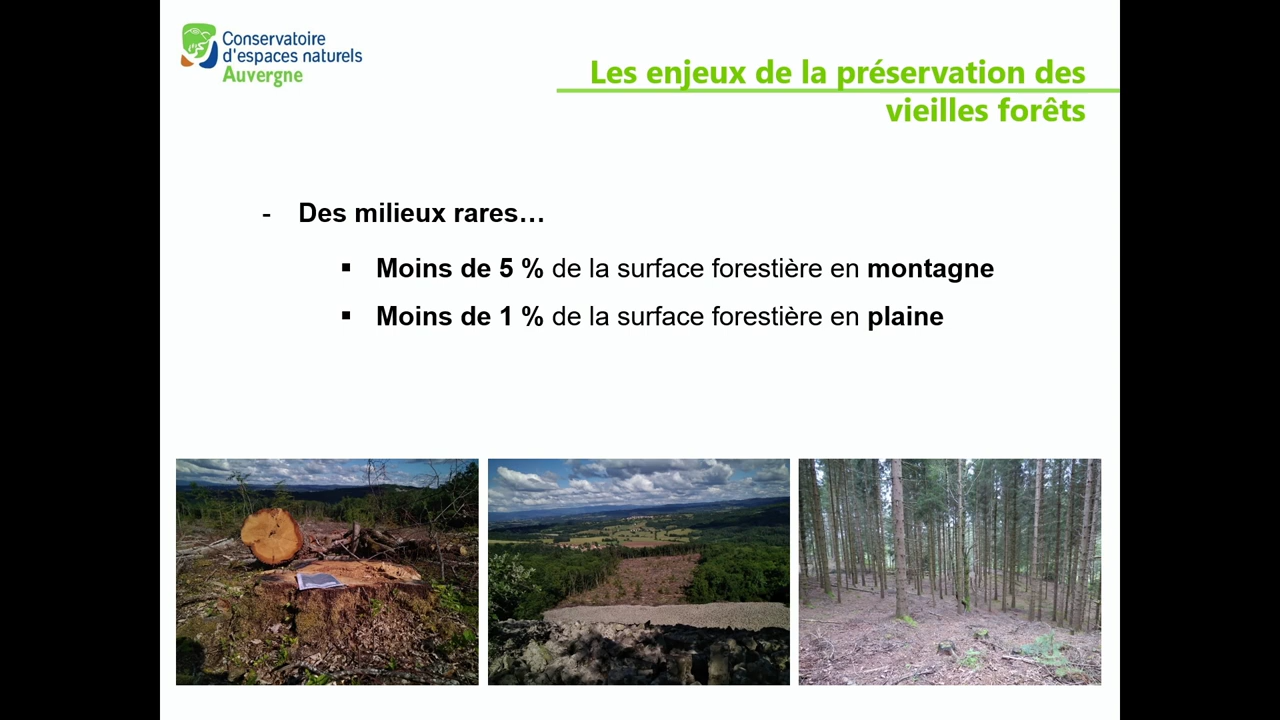 Conservatoire
d'espaces naturels
Auvergne
Les enjeux de la préservation des
vieilles forêts
- Des milieux rares…
▪ Moins de 5 % de la surface forestière en montagne
▪ Moins de 1 % de la surface forestière en plaine